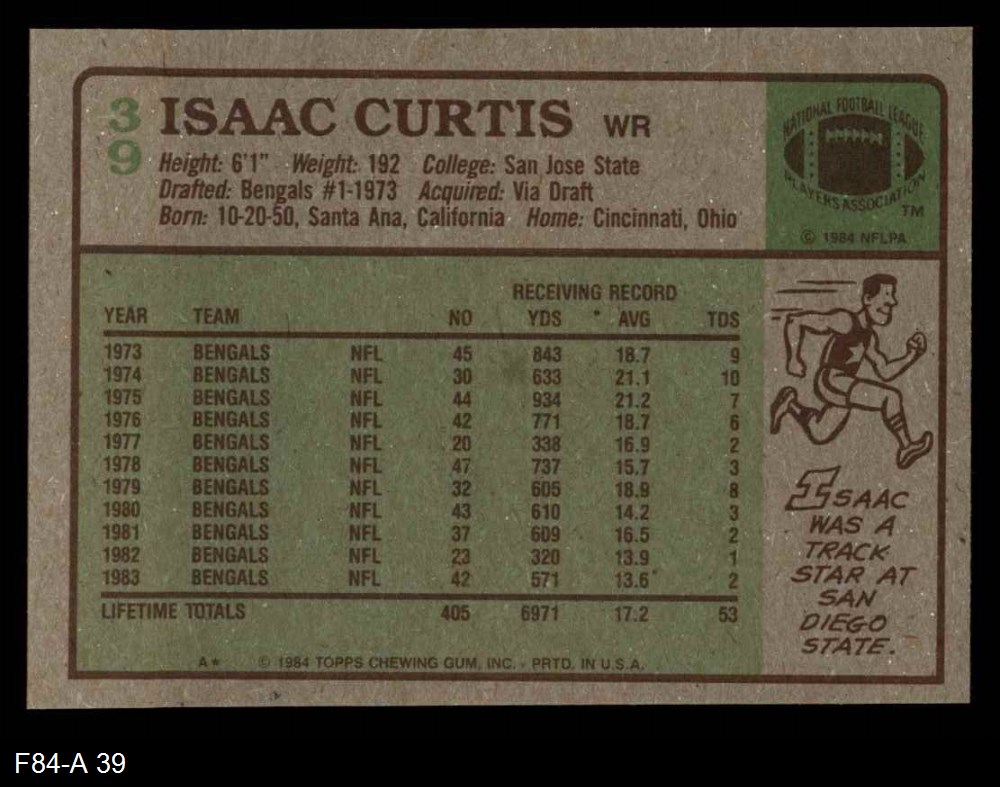 39
ISAAC CURTIS WR
Height: 6'1" Weight: 192 College: San Jose State
Drafted: Bengals #1-1973 Acquired: Via Draft
Born: 10-20-50, Santa Ana, California Home: Cincinnati, Ohio
NATIONAL FOOTBALL LEAGUE
PLAYERS ASSOCIATION
TM
© 1984 NFLPA
RECEIVING RECORD
YEAR TEAM NO YDS AVG TDS
1973 BENGALS NFL 45 843 18.7 9
1974 BENGALS NFL 30 633 21.1 10
1975 BENGALS NFL 44 934 21.2 7
1976 BENGALS NFL 42 771 18.7 6
1977 BENGALS NFL 20 338 16.9 2
1978 BENGALS NFL 47 737 15.7 3
1979 BENGALS NFL 32 605 18.9 8
1980 BENGALS NFL 43 610 14.2 3
1981 BENGALS NFL 37 609 16.5 2
1982 BENGALS NFL 23 320 13.9 1
1983 BENGALS NFL 42 571 13.6 2
LIFETIME TOTALS 405 6971 17.2 53
A* © 1984 TOPPS CHEWING GUM, INC. - PRTD. IN U.S.A.
ISAAC
WAS A
TRACK
STAR AT
SAN
DIEGO
STATE.
F84-A 39